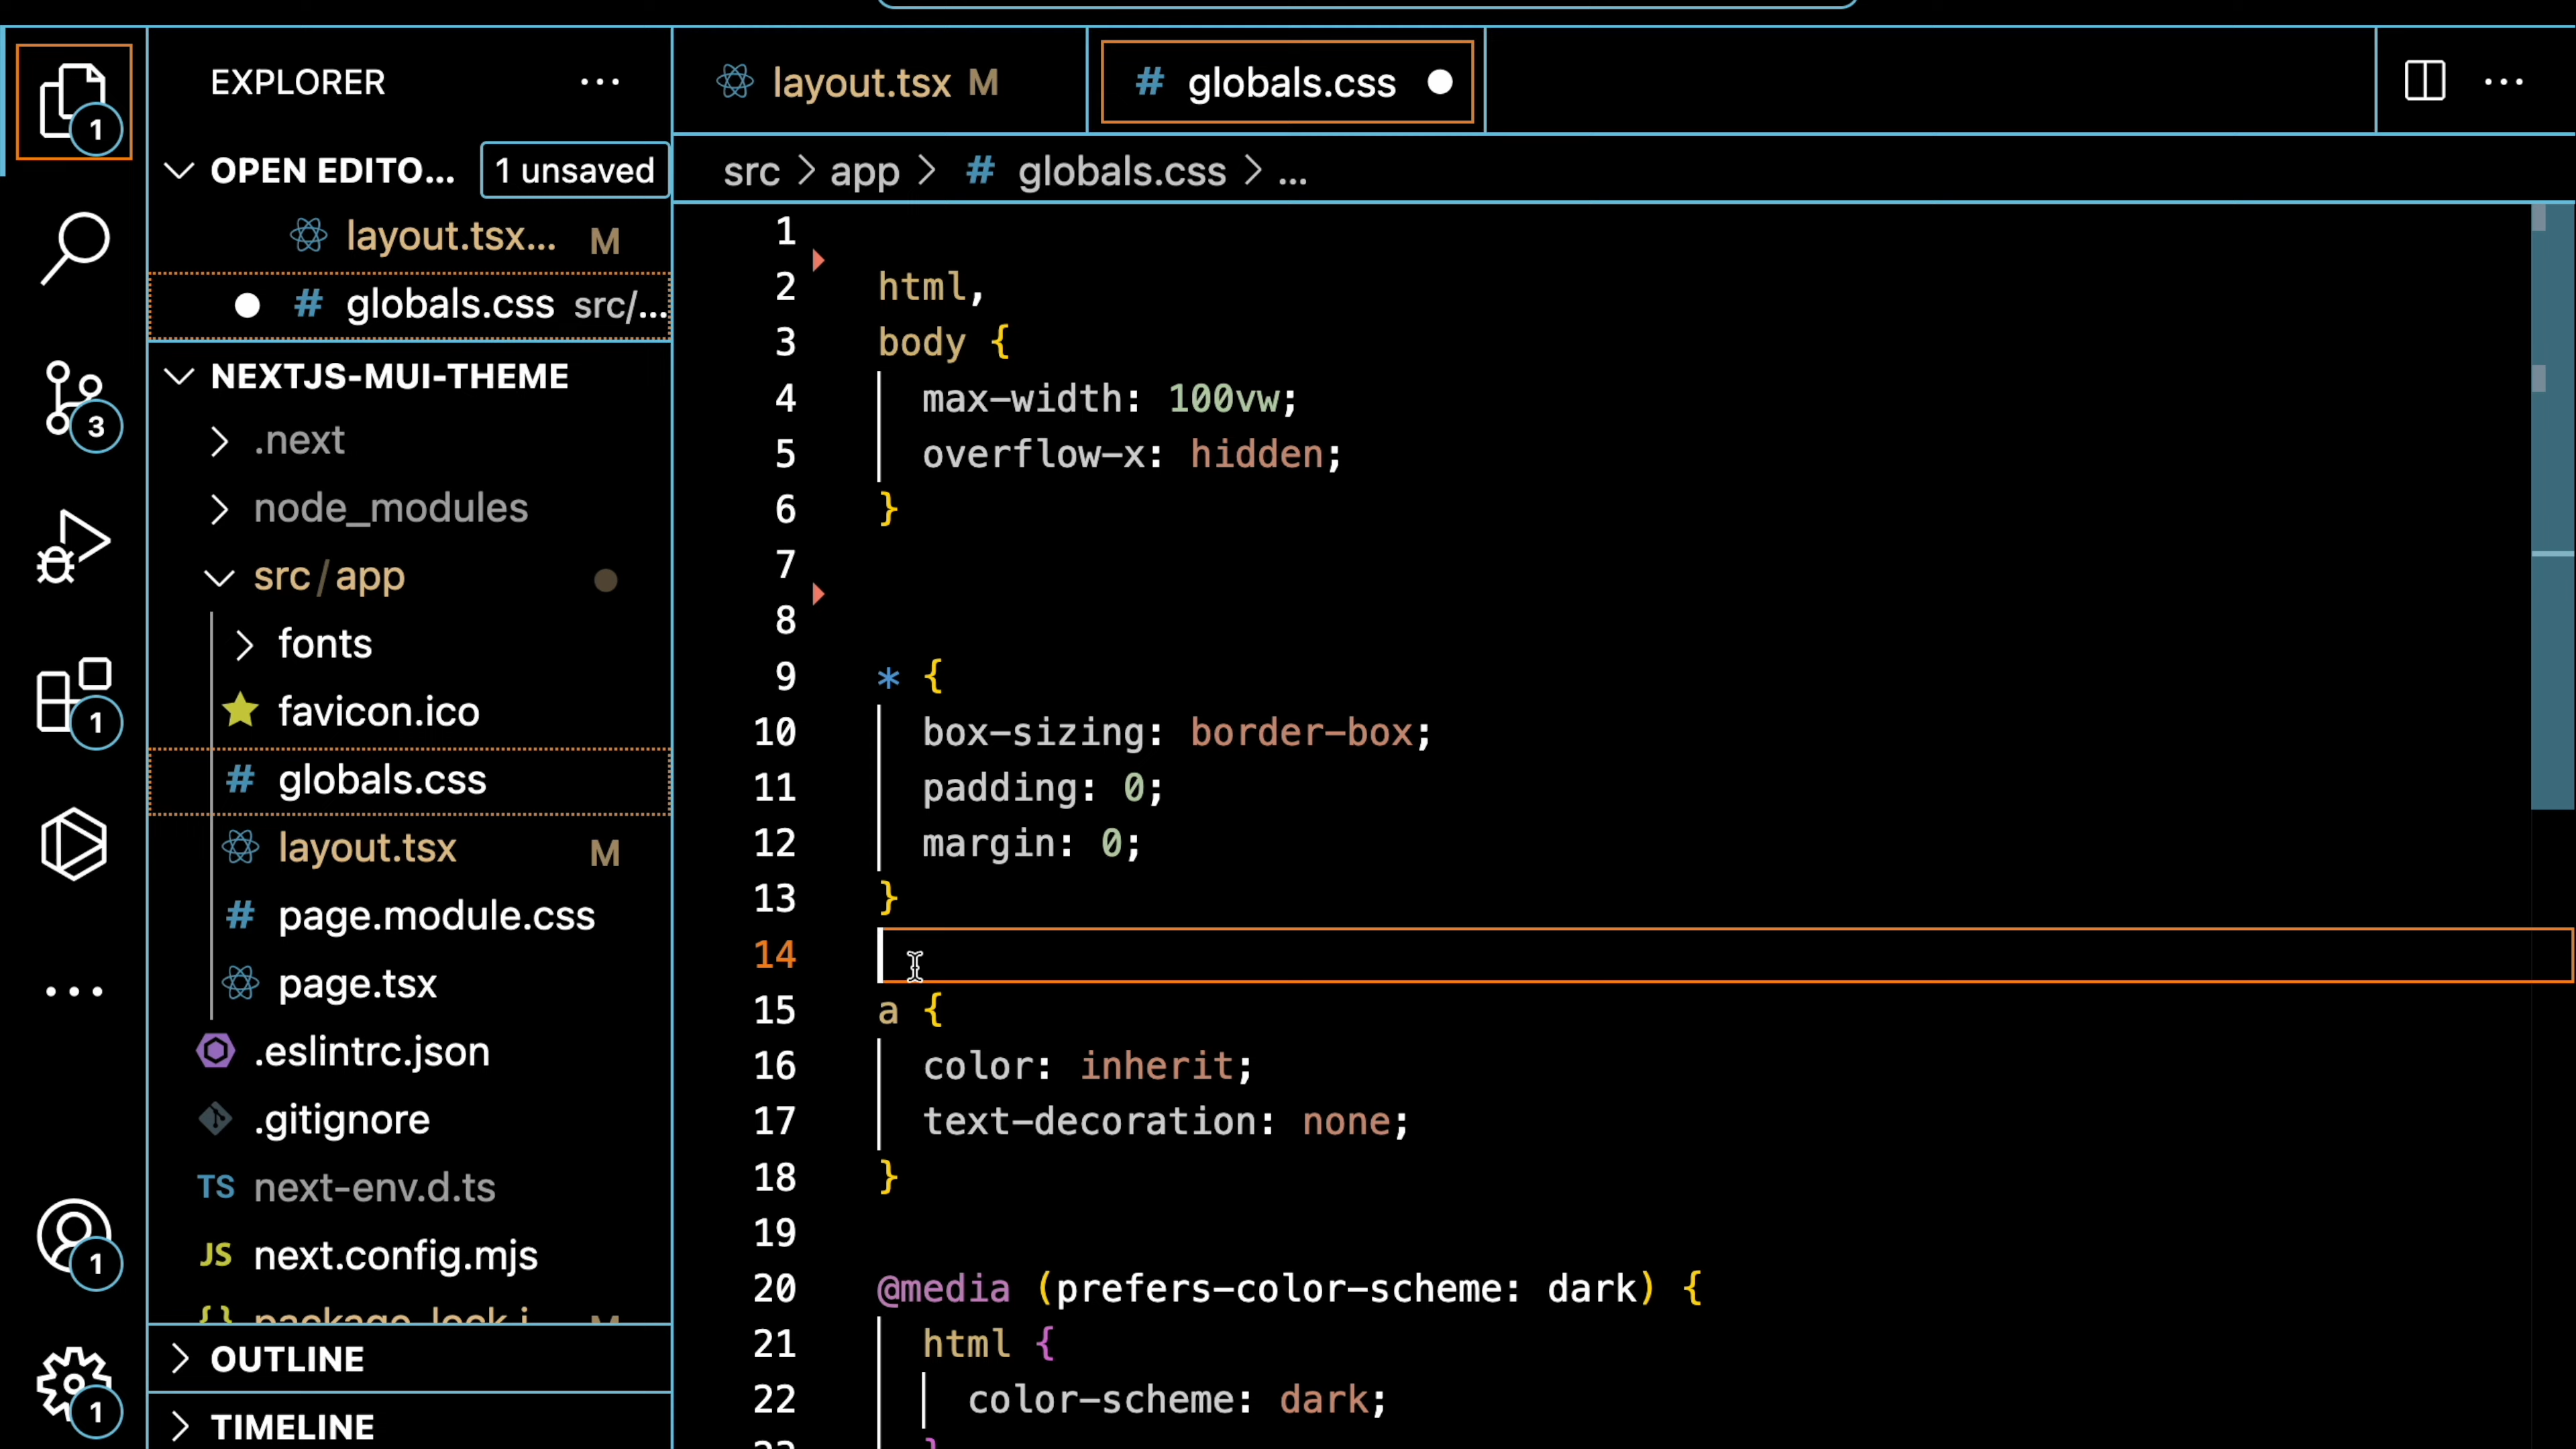 EXPLORER ...
OPEN EDITO... 1 unsaved
layout.tsx... M
# globals.css src/...
NEXTJS-MUI-THEME
.next
node_modules
src/app
fonts
favicon.ico
# globals.css
layout.tsx M
# page.module.css
page.tsx
.eslintrc.json
.gitignore
TS next-env.d.ts
JS next.config.mjs
OUTLINE
TIMELINE
1
3
1
1
1
layout.tsx M
# globals.css
src > app > # globals.css > ...
1
2 html,
3 body {
4 max-width: 100vw;
5 overflow-x: hidden;
6 }
7
8
9 * {
10 box-sizing: border-box;
11 padding: 0;
12 margin: 0;
13 }
14
15 a {
16 color: inherit;
17 text-decoration: none;
18 }
19
20 @media (prefers-color-scheme: dark) {
21 html {
22 color-scheme: dark;